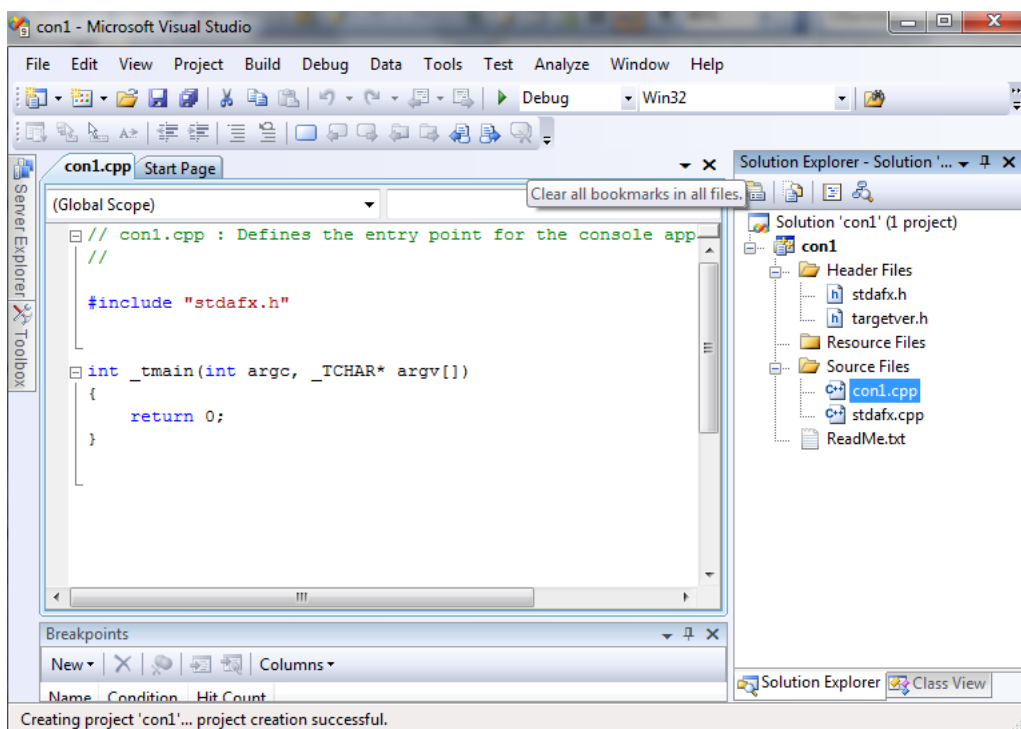 con1 - Microsoft Visual Studio
File Edit View Project Build Debug Data Tools Test Analyze Window Help
Debug Win32
con1.cpp Start Page
Clear all bookmarks in all files.
(Global Scope)
// con1.cpp : Defines the entry point for the console app
//
#include "stdafx.h"
int _tmain(int argc, _TCHAR* argv[])
{
return 0;
}
Server Explorer
Toolbox
Solution Explorer - Solution '...
Solution 'con1' (1 project)
con1
Header Files
stdafx.h
targetver.h
Resource Files
Source Files
con1.cpp
stdafx.cpp
ReadMe.txt
Solution Explorer Class View
Breakpoints
New Columns
Name Condition Hit Count
Creating project 'con1'... project creation successful.